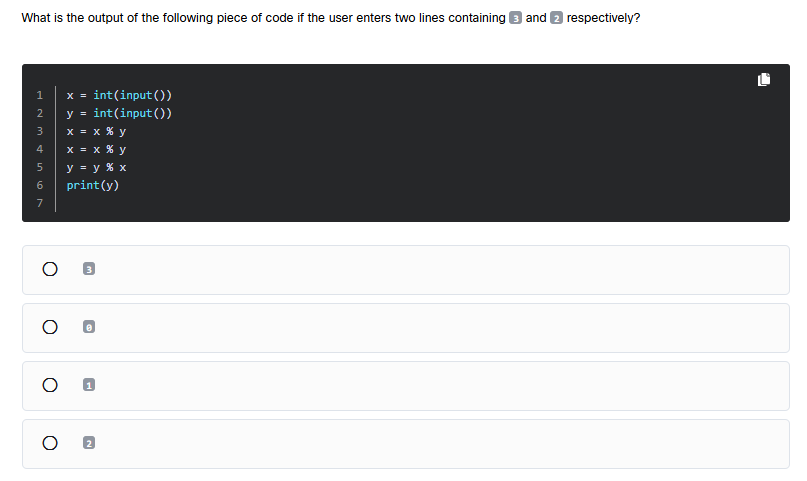 What is the output of the following piece of code if the user enters two lines containing 3 and 2 respectively?
1 x = int(input())
2 y = int(input())
3 x = x % y
4 x = x % y
5 y = y % x
6 print(y)
7
3
0
1
2